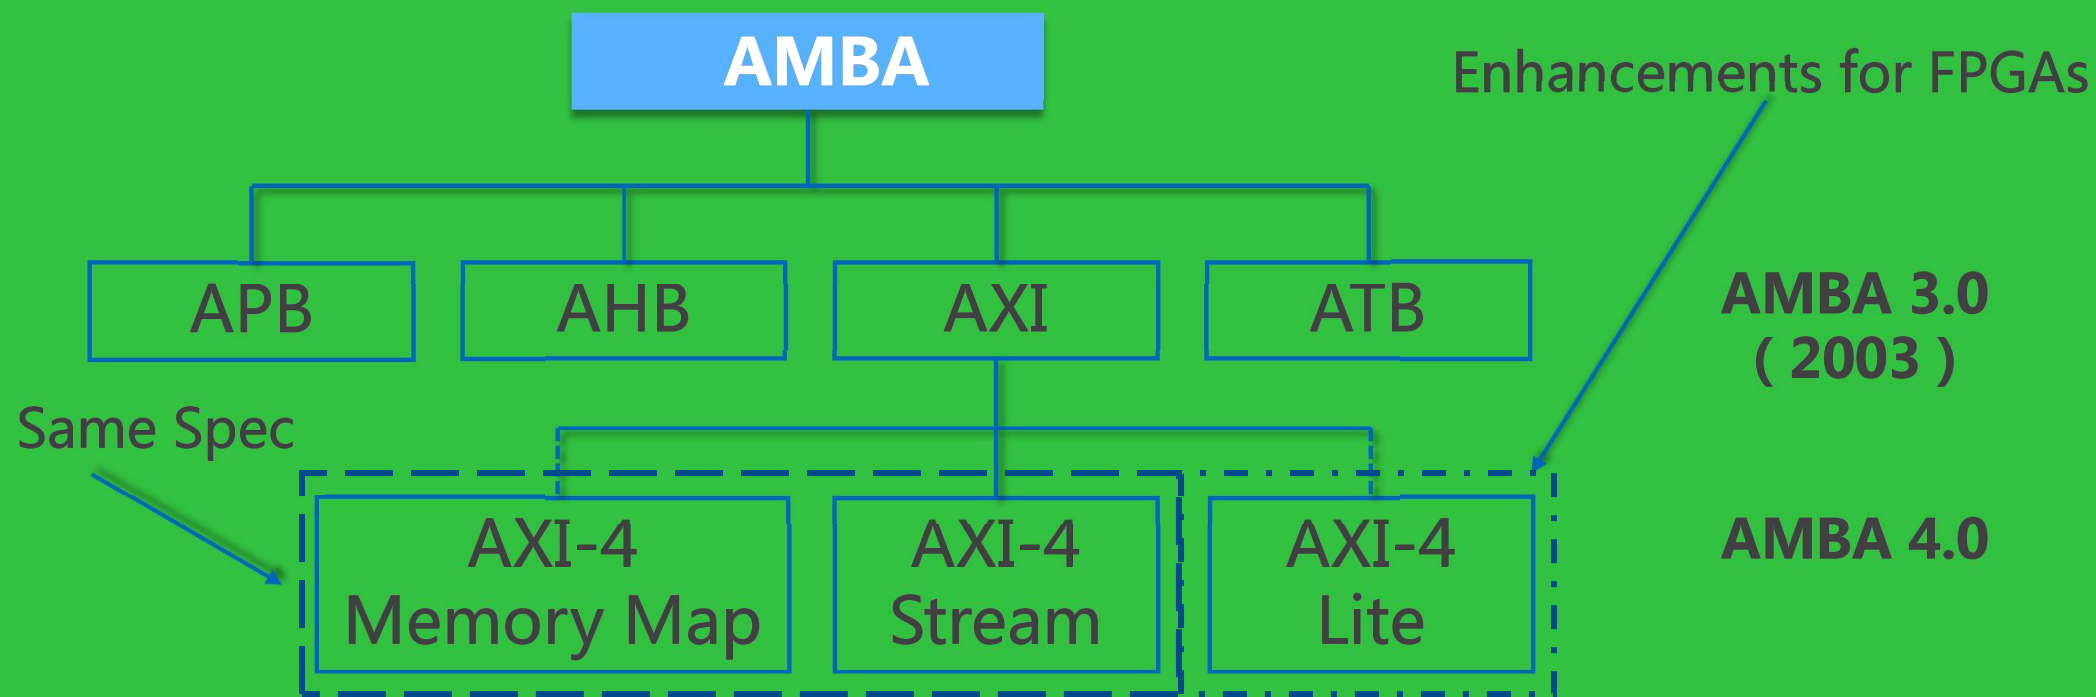 AMBA
Enhancements for FPGAs
APB
AHB
AXI
ATB
AMBA 3.0
( 2003 )
Same Spec
AXI-4
Memory Map
AXI-4
Stream
AXI-4
Lite
AMBA 4.0